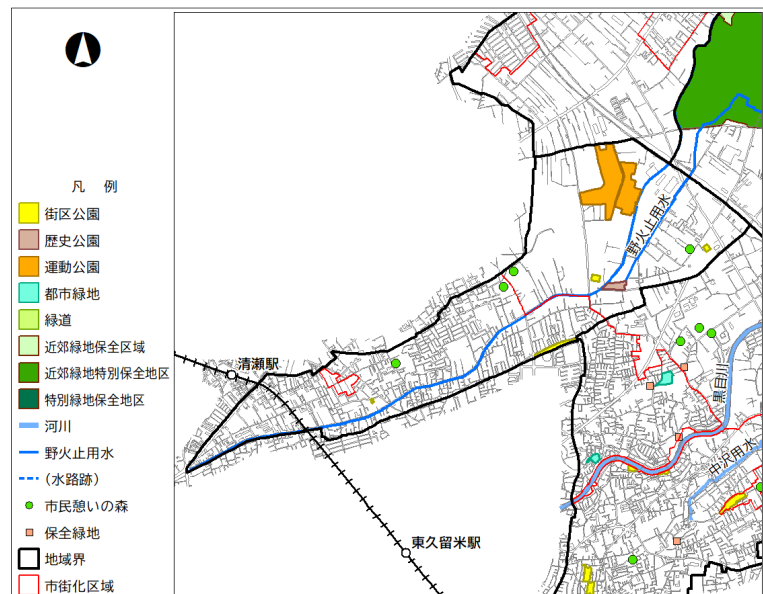 凡 例
街区公園
歴史公園
運動公園
都市緑地
緑道
近郊緑地保全区域
近郊緑地特別保全地区
特別緑地保全地区
河川
野火止用水
(水路跡)
市民憩いの森
保全緑地
地域界
市街化区域
野火止用水
清瀬駅
黒目川
中沢用水
東久留米駅